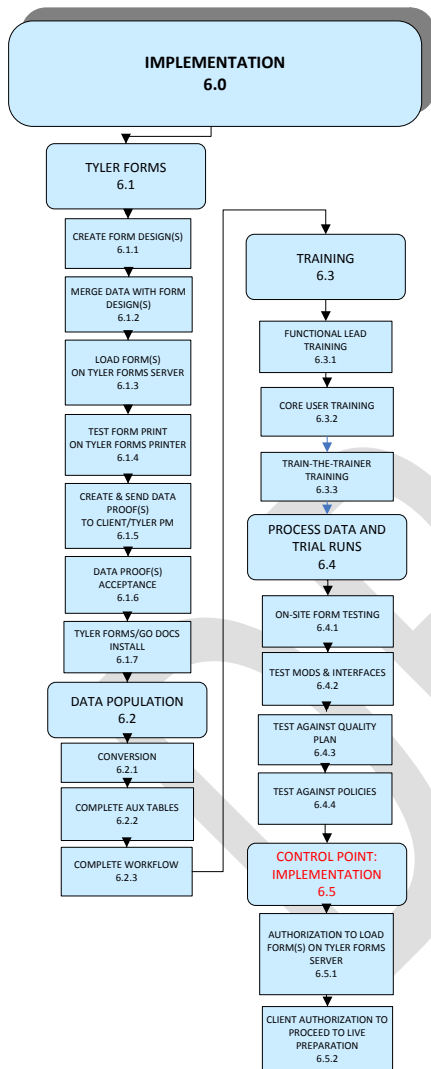 IMPLEMENTATION
6.0
TYLER FORMS
6.1
CREATE FORM DESIGN(S)
6.1.1
MERGE DATA WITH FORM
DESIGN(S)
6.1.2
LOAD FORM(S)
ON TYLER FORMS SERVER
6.1.3
TEST FORM PRINT
ON TYLER FORMS PRINTER
6.1.4
CREATE & SEND DATA
PROOF(S)
TO CLIENT/TYLER PM
6.1.5
DATA PROOF(S)
ACCEPTANCE
6.1.6
TYLER FORMS/GO DOCS
INSTALL
6.1.7
DATA POPULATION
6.2
CONVERSION
6.2.1
COMPLETE AUX TABLES
6.2.2
COMPLETE WORKFLOW
6.2.3
TRAINING
6.3
FUNCTIONAL LEAD
TRAINING
6.3.1
CORE USER TRAINING
6.3.2
TRAIN-THE-TRAINER
TRAINING
6.3.3
PROCESS DATA AND
TRIAL RUNS
6.4
ON-SITE FORM TESTING
6.4.1
TEST MODS & INTERFACES
6.4.2
TEST AGAINST QUALITY
PLAN
6.4.3
TEST AGAINST POLICIES
6.4.4
CONTROL POINT:
IMPLEMENTATION
6.5
AUTHORIZATION TO LOAD
FORM(S) ON TYLER FORMS
SERVER
6.5.1
CLIENT AUTHORIZATION TO
PROCEED TO LIVE
PREPARATION
6.5.2